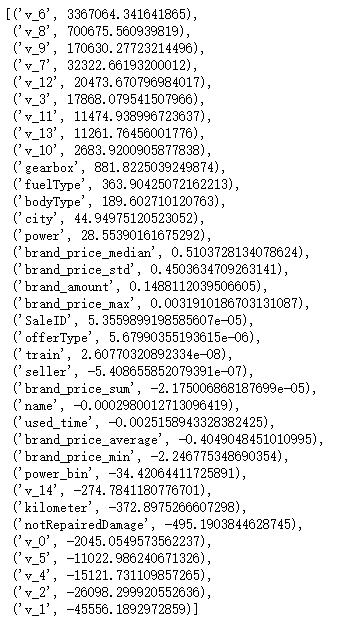 [('v_6', 3367064.341641865),
('v_8', 700675.560939819),
('v_9', 170630.27723214496),
('v_7', 32322.66193200012),
('v_12', 20473.670796984017),
('v_3', 17868.079541507966),
('v_11', 11474.938996723637),
('v_13', 11261.76456001776),
('v_10', 2683.9200905877838),
('gearbox', 881.8225039249874),
('fuelType', 363.90425072162213),
('bodyType', 189.602710120763),
('city', 44.94975120523052),
('power', 28.55390161675292),
('brand_price_median', 0.5103728134078624),
('brand_price_std', 0.4503634709263141),
('brand_amount', 0.1488112039506605),
('brand_price_max', 0.0031910186703131087),
('SaleID', 5.3559899198585607e-05),
('offerType', 5.67990355193615e-06),
('train', 2.60770320892334e-08),
('seller', -5.408655852079391e-07),
('brand_price_sum', -2.175006868187699e-05),
('name', -0.0002980012713096419),
('used_time', -0.0025158943328382425),
('brand_price_average', -0.4049048451010995),
('brand_price_min', -2.246775348690354),
('power_bin', -34.42064411725891),
('v_14', -274.7841180776701),
('kilometer', -372.8975266607298),
('notRepairedDamage', -495.1903844628745),
('v_0', -2045.0549573562237),
('v_5', -11022.986240671326),
('v_4', -15121.731109857265),
('v_2', -26098.299920552636),
('v_1', -45556.1892972859)]